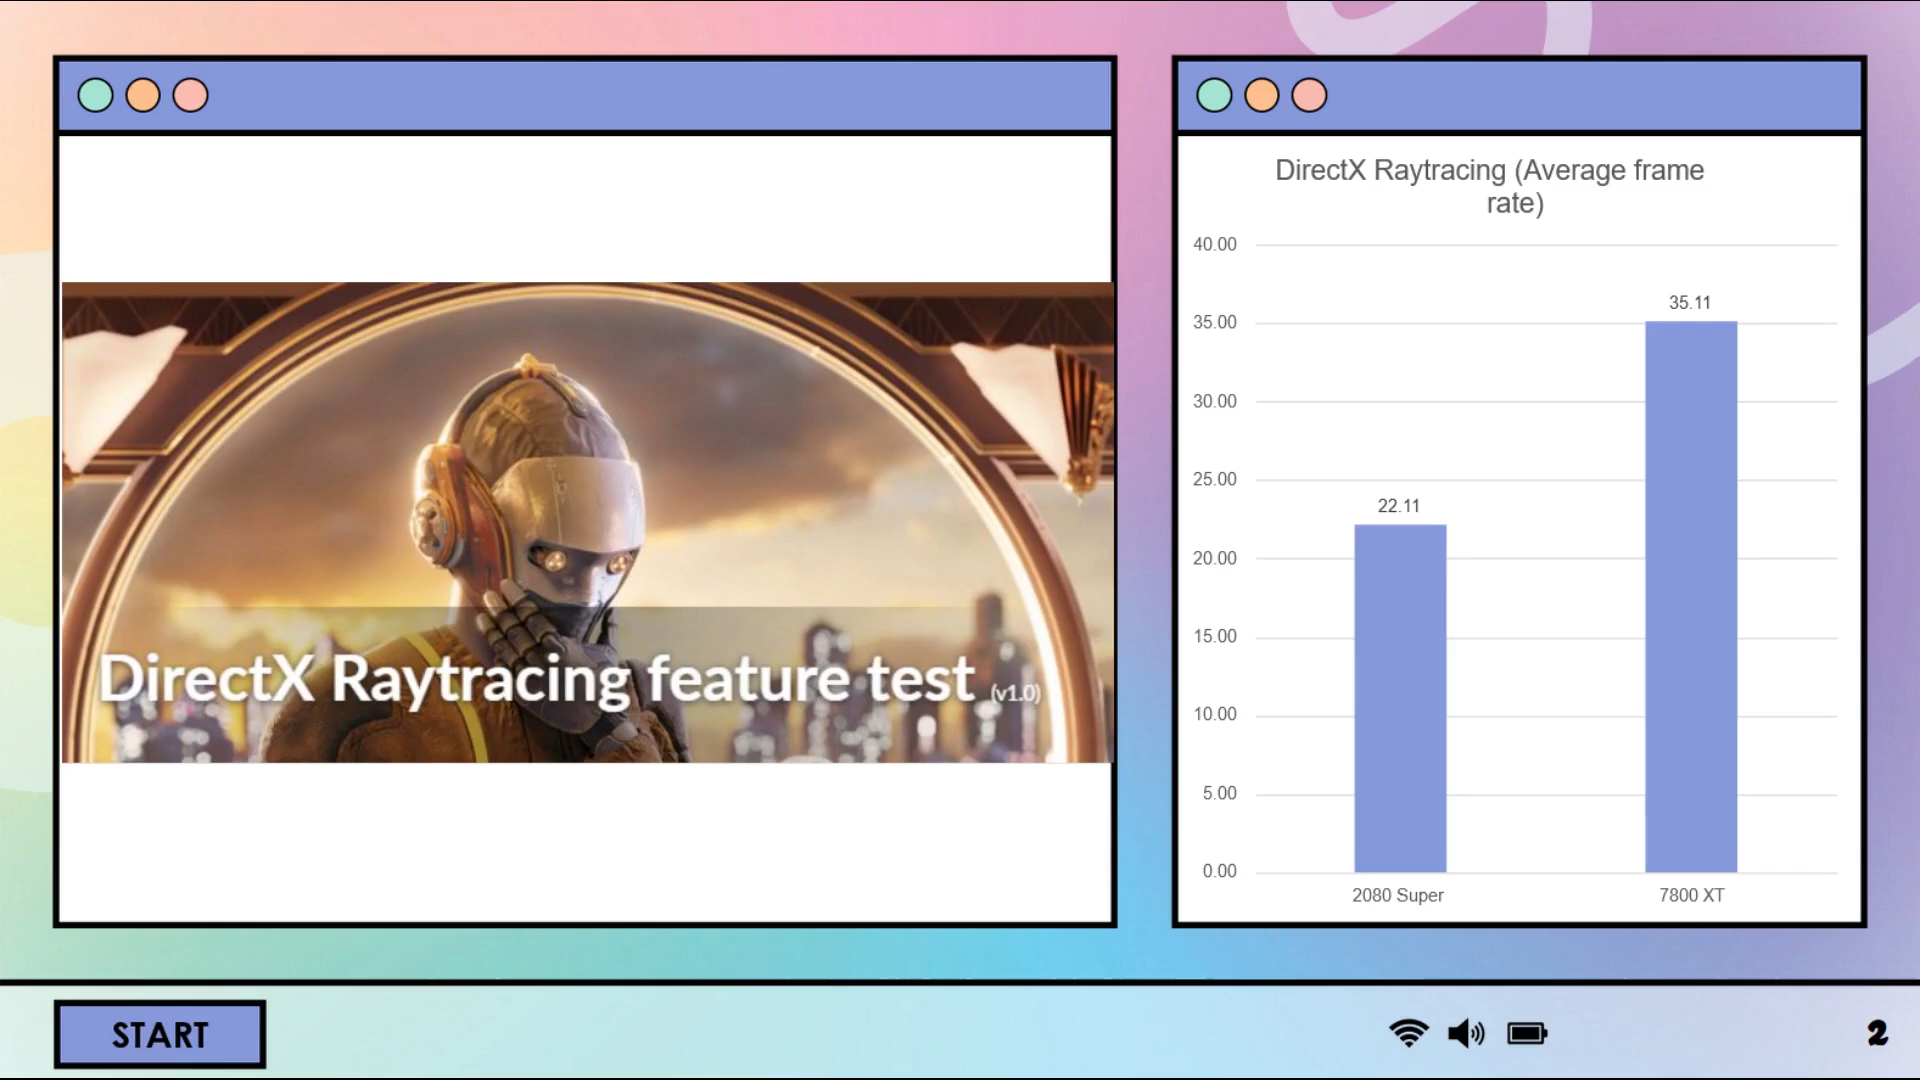 DirectX Raytracing feature test (v1.0)
DirectX Raytracing (Average frame
rate)
40.00
35.00
30.00
25.00
20.00
15.00
10.00
5.00
0.00
35.11
22.11
2080 Super
7800 XT
START
2